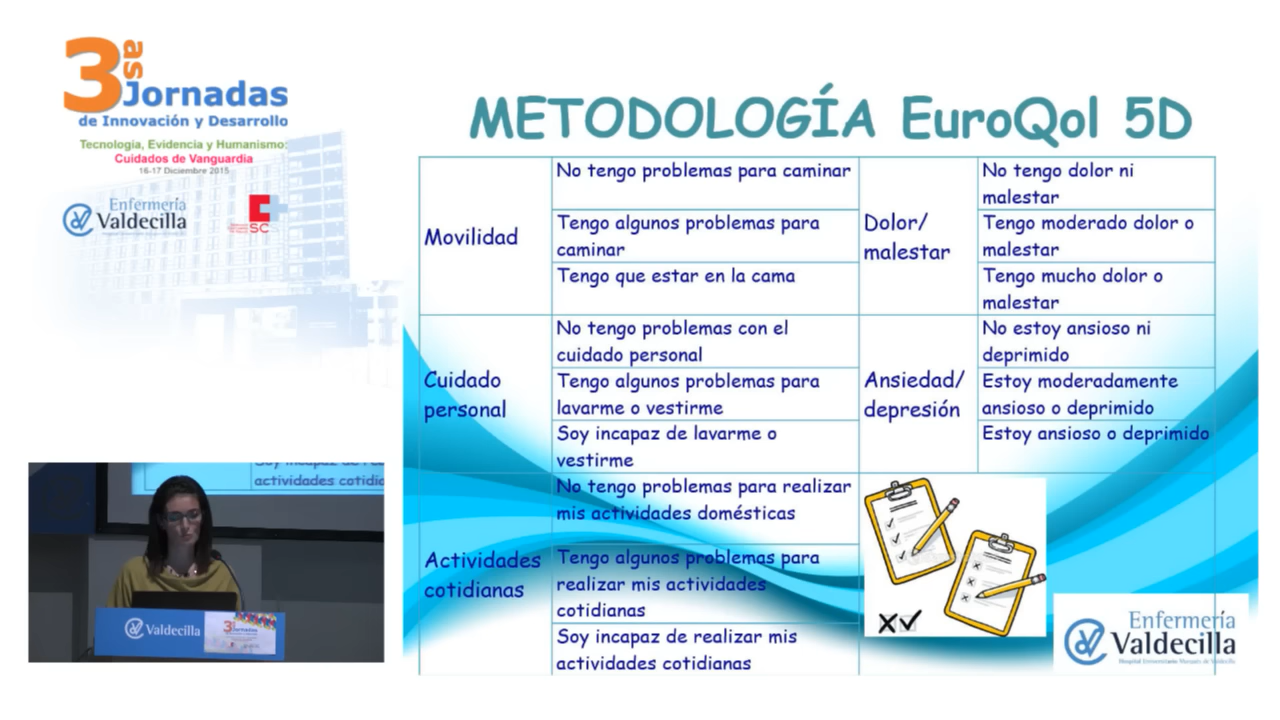 3as Jornadas
de Innovación y Desarrollo
Tecnología, Evidencia y Humanismo:
Cuidados de Vanguardia
16-17 Diciembre 2015
Enfermería
Valdecilla
SC
METODOLOGÍA EuroQol 5D
Movilidad
No tengo problemas para caminar
Tengo algunos problemas para
caminar
Tengo que estar en la cama
Dolor/
malestar
No tengo dolor ni
malestar
Tengo moderado dolor o
malestar
Tengo mucho dolor o
malestar
Cuidado
personal
No tengo problemas con el
cuidado personal
Tengo algunos problemas para
lavarme o vestirme
Soy incapaz de lavarme o
vestirme
Ansiedad/
depresión
No estoy ansioso ni
deprimido
Estoy moderadamente
ansioso o deprimido
Estoy ansioso o deprimido
Actividades
cotidianas
No tengo problemas para realizar
mis actividades domésticas
Tengo algunos problemas para
realizar mis actividades
cotidianas
Soy incapaz de realizar mis
actividades cotidianas
Enfermería
Valdecilla
Hospital Universitario Marqués de Valdecilla
actividades cotidia
Valdecilla
3as Jornadas